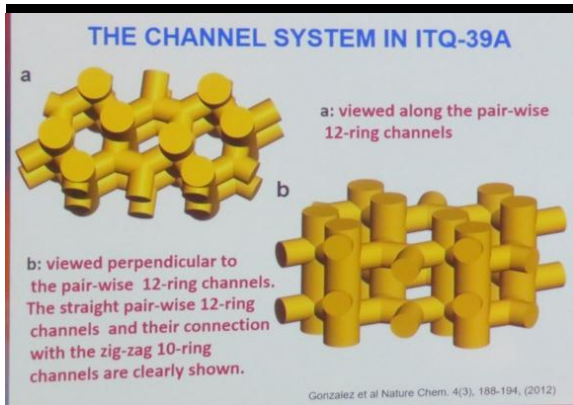 THE CHANNEL SYSTEM IN ITQ-39A
a
a: viewed along the pair-wise
12-ring channels
b
b: viewed perpendicular to
the pair-wise 12-ring channels.
The straight pair-wise 12-ring
channels and their connection
with the zig-zag 10-ring
channels are clearly shown.
Gonzalez et al Nature Chem. 4(3), 188-194, (2012)